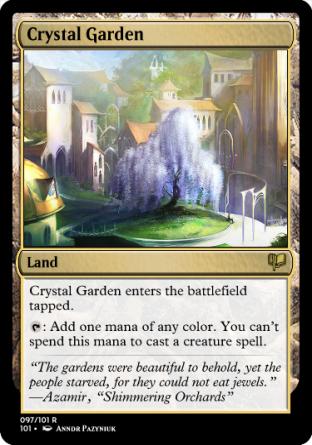 Crystal Garden
Land
Crystal Garden enters the battlefield
tapped.
: Add one mana of any color. You can’t
spend this mana to cast a creature spell.
“The gardens were beautiful to behold, yet the
people starved, for they could not eat jewels.”
—Azamir, “Shimmering Orchards”
097/101 R
101 • Anndr Pazyniuk